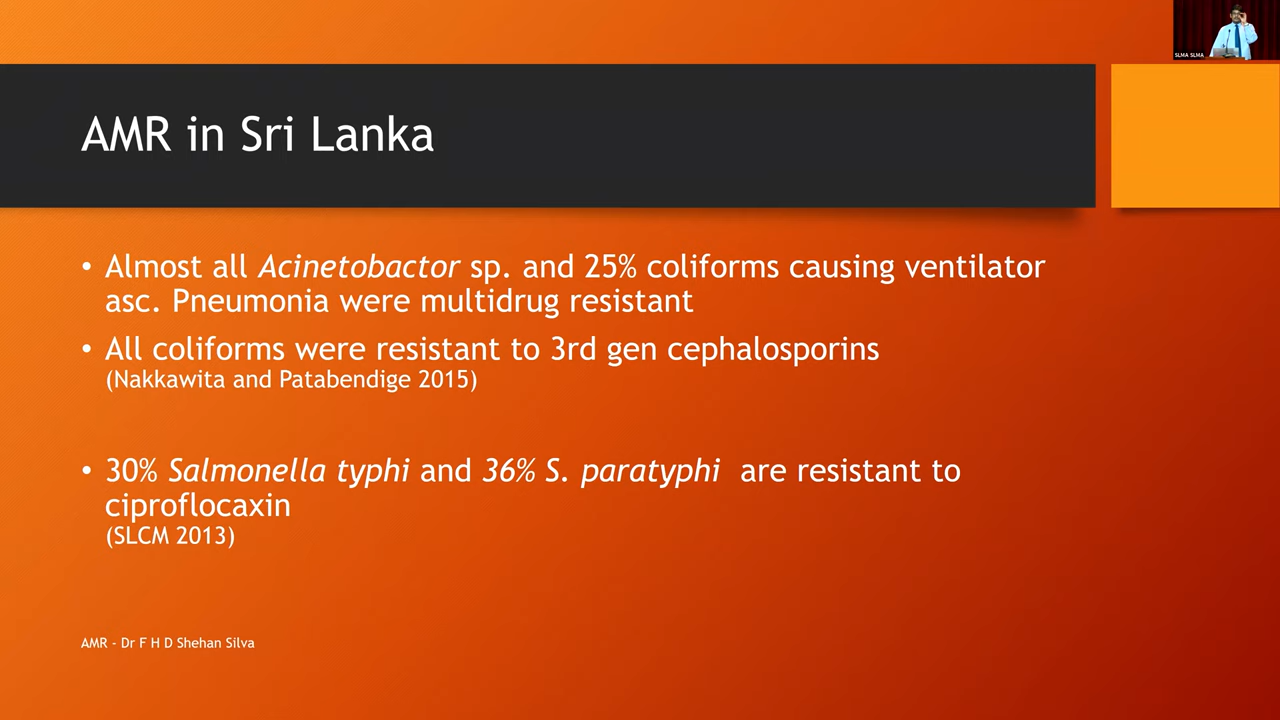 SLMA SLMA
AMR in Sri Lanka
• Almost all Acinetobactor sp. and 25% coliforms causing ventilator
asc. Pneumonia were multidrug resistant
• All coliforms were resistant to 3rd gen cephalosporins
(Nakkawita and Patabendige 2015)
• 30% Salmonella typhi and 36% S. paratyphi are resistant to
ciproflocaxin
(SLCM 2013)
AMR - Dr F H D Shehan Silva